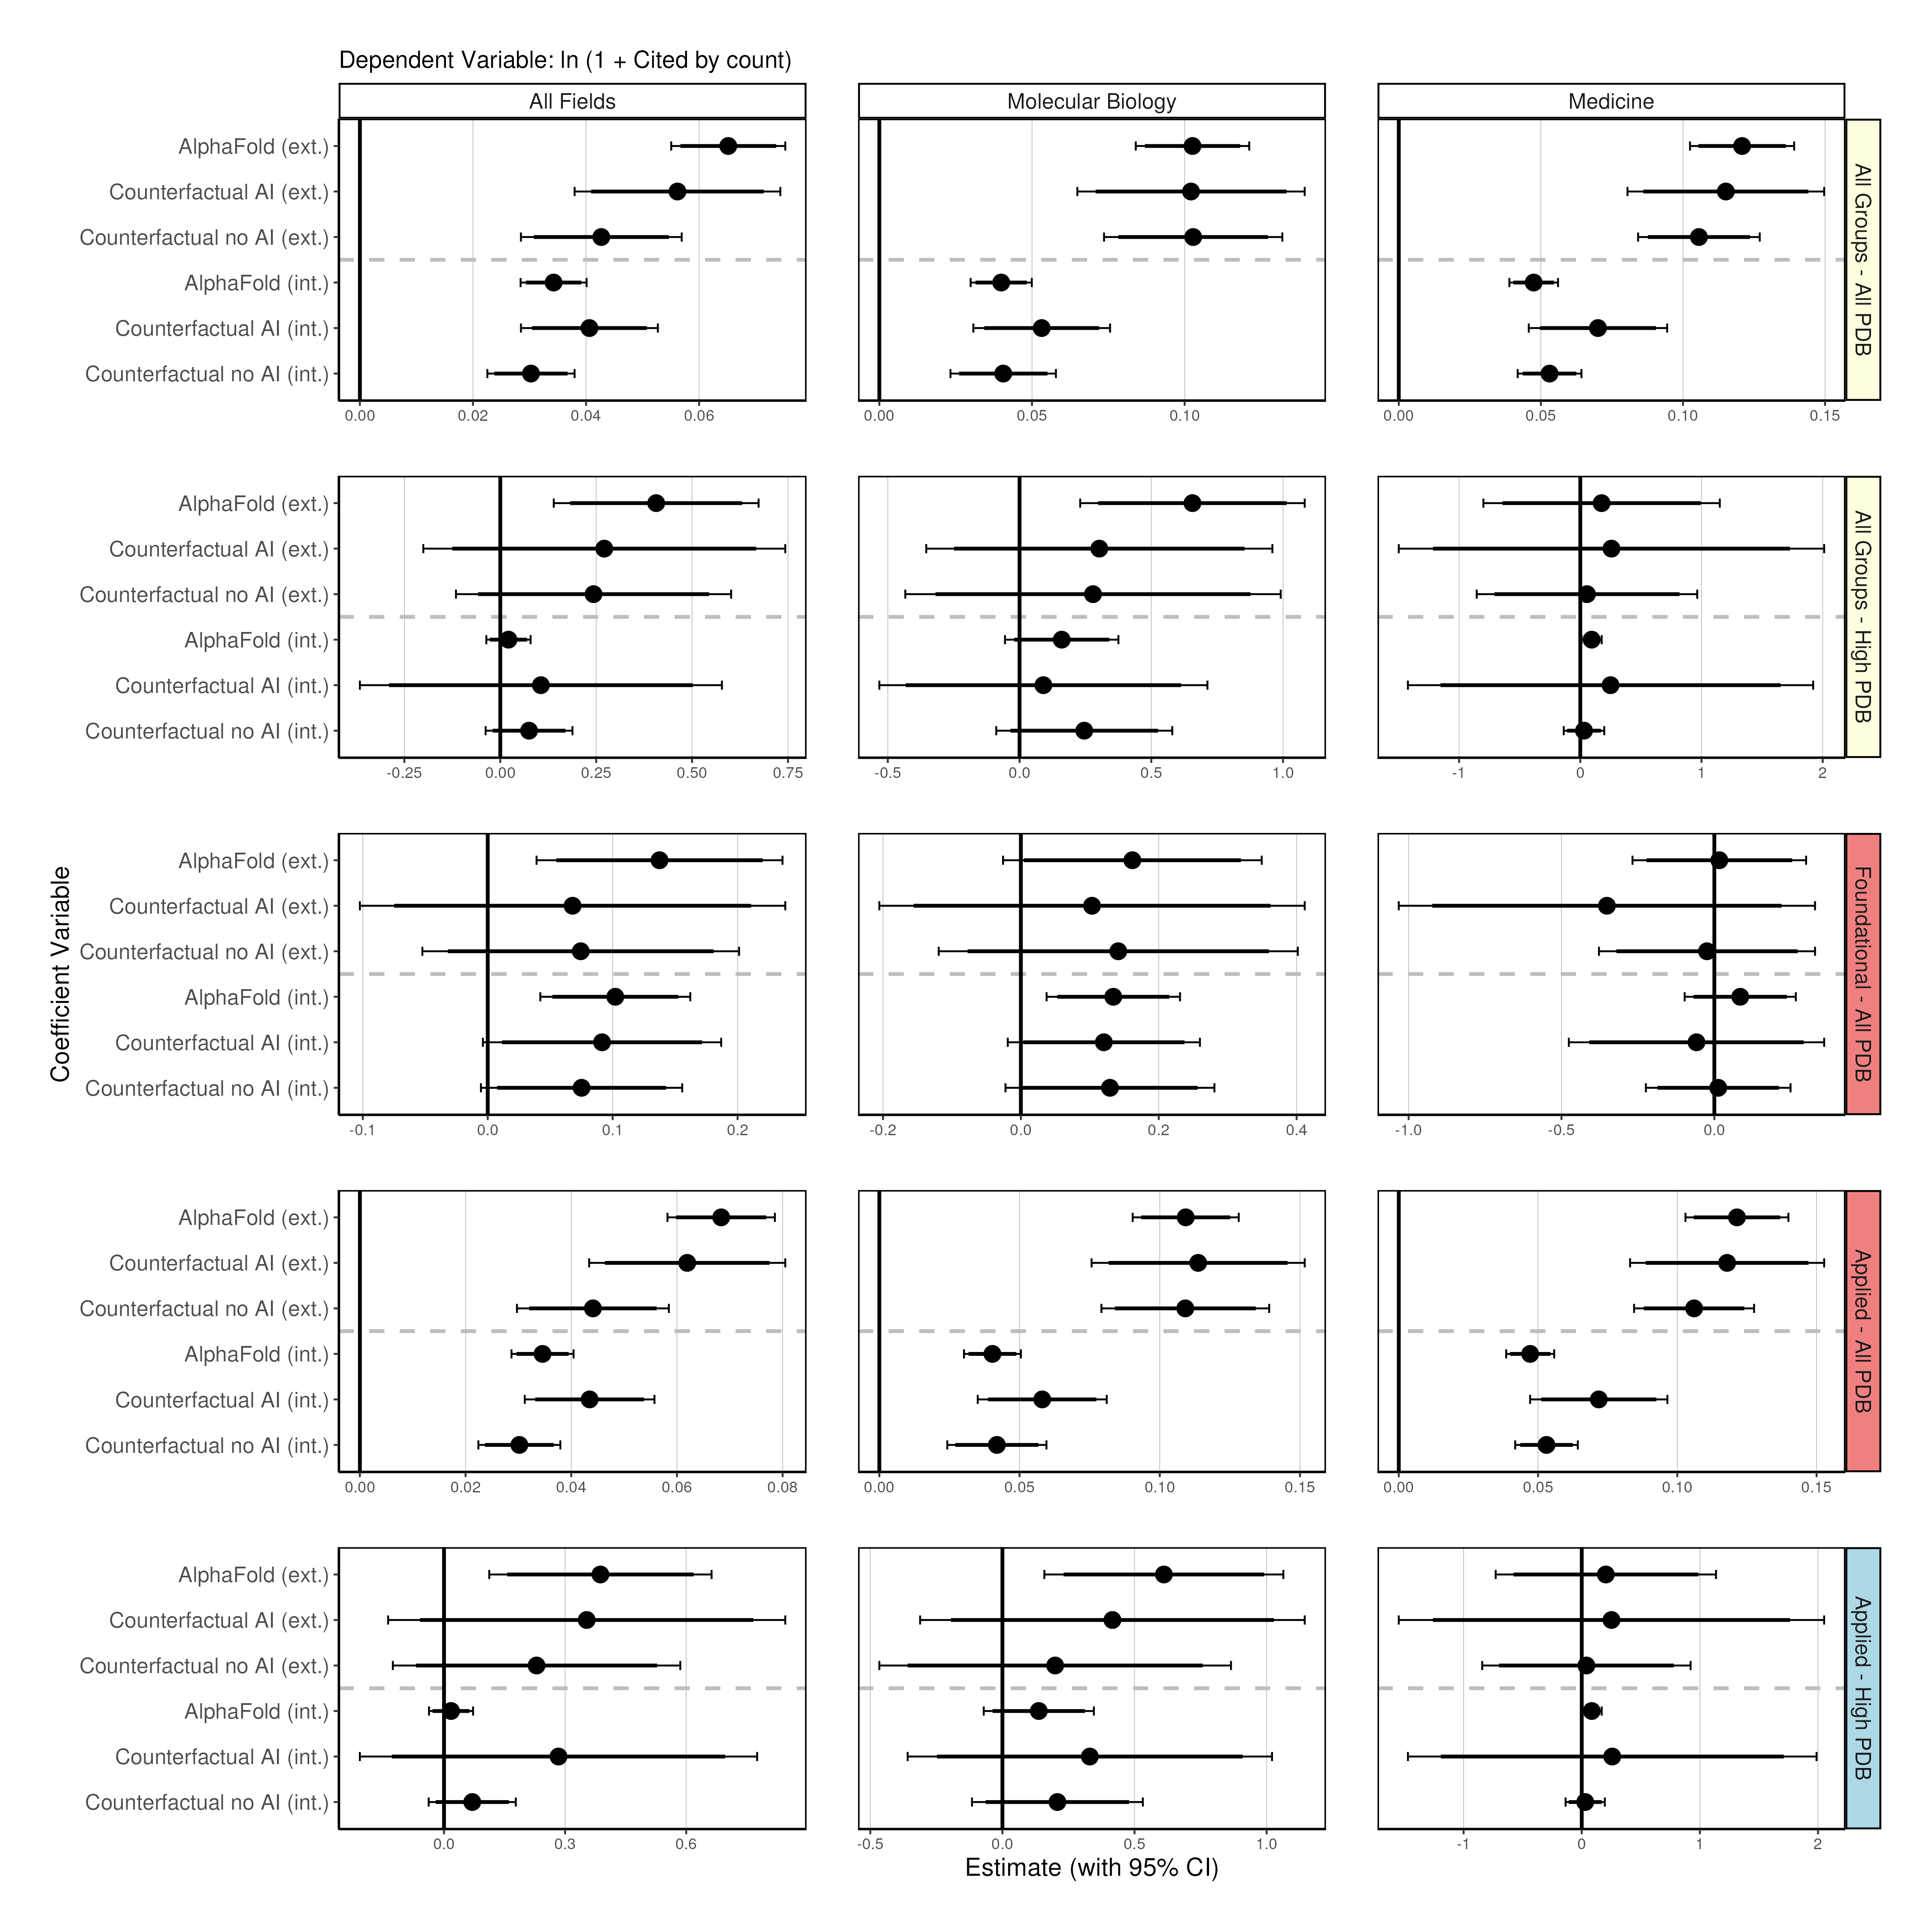 Dependent Variable: ln (1 + Cited by count)
All Fields
Molecular Biology
Medicine
Coefficient Variable
AlphaFold (ext.)
Counterfactual AI (ext.)
Counterfactual no AI (ext.)
AlphaFold (int.)
Counterfactual AI (int.)
Counterfactual no AI (int.)
All Groups - All PDB
0.00 0.02 0.04 0.06
0.00 0.05 0.10
0.00 0.05 0.10 0.15
AlphaFold (ext.)
Counterfactual AI (ext.)
Counterfactual no AI (ext.)
AlphaFold (int.)
Counterfactual AI (int.)
Counterfactual no AI (int.)
All Groups - High PDB
-0.25 0.00 0.25 0.50 0.75
-0.5 0.0 0.5 1.0
-1 0 1 2
AlphaFold (ext.)
Counterfactual AI (ext.)
Counterfactual no AI (ext.)
AlphaFold (int.)
Counterfactual AI (int.)
Counterfactual no AI (int.)
Foundational - All PDB
-0.1 0.0 0.1 0.2
-0.2 0.0 0.2 0.4
-1.0 -0.5 0.0
AlphaFold (ext.)
Counterfactual AI (ext.)
Counterfactual no AI (ext.)
AlphaFold (int.)
Counterfactual AI (int.)
Counterfactual no AI (int.)
Applied - All PDB
0.00 0.02 0.04 0.06 0.08
0.00 0.05 0.10 0.15
0.00 0.05 0.10 0.15
AlphaFold (ext.)
Counterfactual AI (ext.)
Counterfactual no AI (ext.)
AlphaFold (int.)
Counterfactual AI (int.)
Counterfactual no AI (int.)
Applied - High PDB
0.0 0.3 0.6
-0.5 0.0 0.5 1.0
-1 0 1 2
Estimate (with 95% CI)